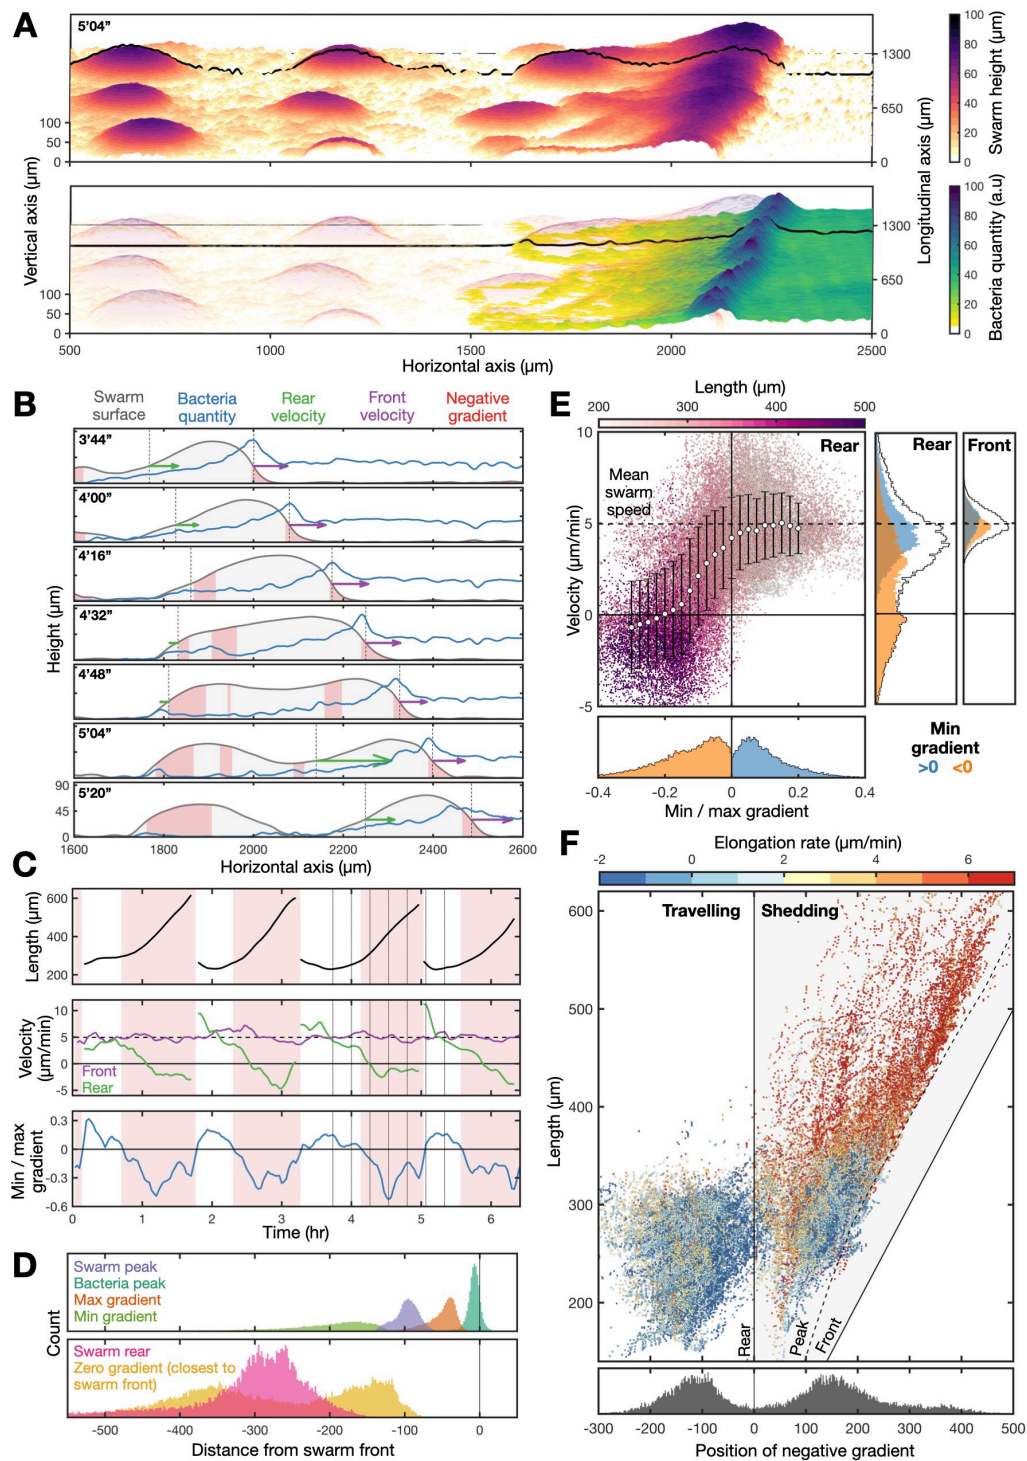 A
5’04”
100
50
0
1300
650
0
100
80
60
40
20
0
Swarm height (µm)
Vertical axis (µm)
Longitudinal axis (µm)
100
50
0
1300
650
0
100
80
60
40
20
0
Bacteria quantity (a.u)
500
1000
1500
2000
2500
Horizontal axis (µm)
B
Swarm
surface
Bacteria
quantity
Rear
velocity
Front
velocity
Negative
gradient
3’44”
4’00”
4’16”
4’32”
4’48”
5’04”
5’20”
Height (µm)
90
45
0
1600
1800
2000
2200
2400
2600
Horizontal axis (µm)
C
Length (µm)
600
400
200
Velocity
(µm/min)
10
5
0
-5
Front
Rear
Min / max
gradient
0.3
0
-0.3
-0.6
0
1
2
3
4
5
6
Time (hr)
D
Swarm peak
Bacteria peak
Max gradient
Min gradient
Count
Swarm rear
Zero gradient (closest to
swarm front)
-500
-400
-300
-200
-100
0
Distance from swarm front
E
Length (µm)
200
300
400
500
Rear
Mean
swarm
speed
Velocity (µm/min)
10
5
0
-5
Rear
Front
-0.4
-0.2
0
0.2
0.4
Min / max gradient
Min
gradient
>0 <0
F
Elongation rate (µm/min)
-2
0
2
4
6
Travelling
Shedding
Length (µm)
600
500
400
300
200
Rear
Peak
Front
-300
-200
-100
0
100
200
300
400
500
Position of negative gradient